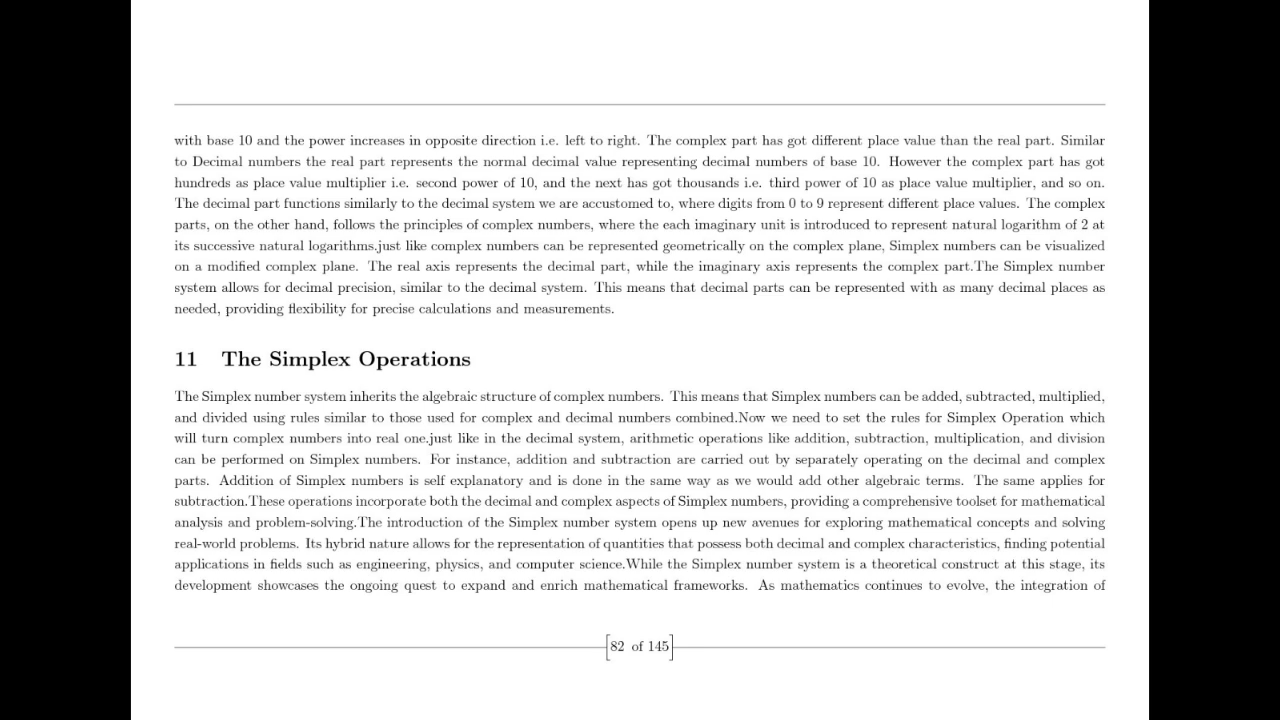 with base 10 and the power increases in opposite direction i.e. left to right. The complex part has got different place value than the real part. Similar
to Decimal numbers the real part represents the normal decimal value representing decimal numbers of base 10. However the complex part has got
hundreds as place value multiplier i.e. second power of 10, and the next has got thousands i.e. third power of 10 as place value multiplier, and so on.
The decimal part functions similarly to the decimal system we are accustomed to, where digits from 0 to 9 represent different place values. The complex
parts, on the other hand, follows the principles of complex numbers, where the each imaginary unit is introduced to represent natural logarithm of 2 at
its successive natural logarithms.just like complex numbers can be represented geometrically on the complex plane, Simplex numbers can be visualized
on a modified complex plane. The real axis represents the decimal part, while the imaginary axis represents the complex part.The Simplex number
system allows for decimal precision, similar to the decimal system. This means that decimal parts can be represented with as many decimal places as
needed, providing flexibility for precise calculations and measurements.
11 The Simplex Operations
The Simplex number system inherits the algebraic structure of complex numbers. This means that Simplex numbers can be added, subtracted, multiplied,
and divided using rules similar to those used for complex and decimal numbers combined.Now we need to set the rules for Simplex Operation which
will turn complex numbers into real one.just like in the decimal system, arithmetic operations like addition, subtraction, multiplication, and division
can be performed on Simplex numbers. For instance, addition and subtraction are carried out by separately operating on the decimal and complex
parts. Addition of Simplex numbers is self explanatory and is done in the same way as we would add other algebraic terms. The same applies for
subtraction.These operations incorporate both the decimal and complex aspects of Simplex numbers, providing a comprehensive toolset for mathematical
analysis and problem-solving.The introduction of the Simplex number system opens up new avenues for exploring mathematical concepts and solving
real-world problems. Its hybrid nature allows for the representation of quantities that possess both decimal and complex characteristics, finding potential
applications in fields such as engineering, physics, and computer science.While the Simplex number system is a theoretical construct at this stage, its
development showcases the ongoing quest to expand and enrich mathematical frameworks. As mathematics continues to evolve, the integration of
[82 of 145]